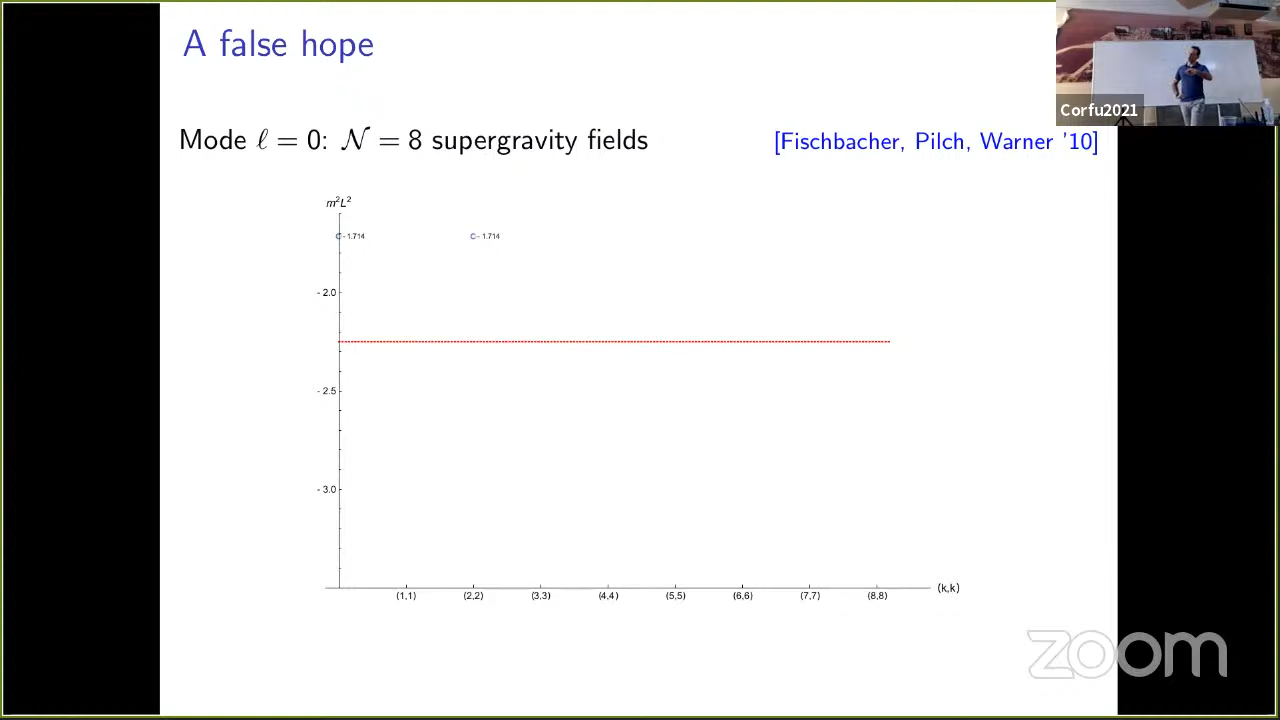 A false hope
Corfu2021
Mode ℓ = 0: 𝒩 = 8 supergravity fields
[Fischbacher, Pilch, Warner '10]
m²L²
-1.714
-1.714
-2.0
-2.5
-3.0
(k,k)
(1,1) (2,2) (3,3) (4,4) (5,5) (6,6) (7,7) (8,8)
zoom